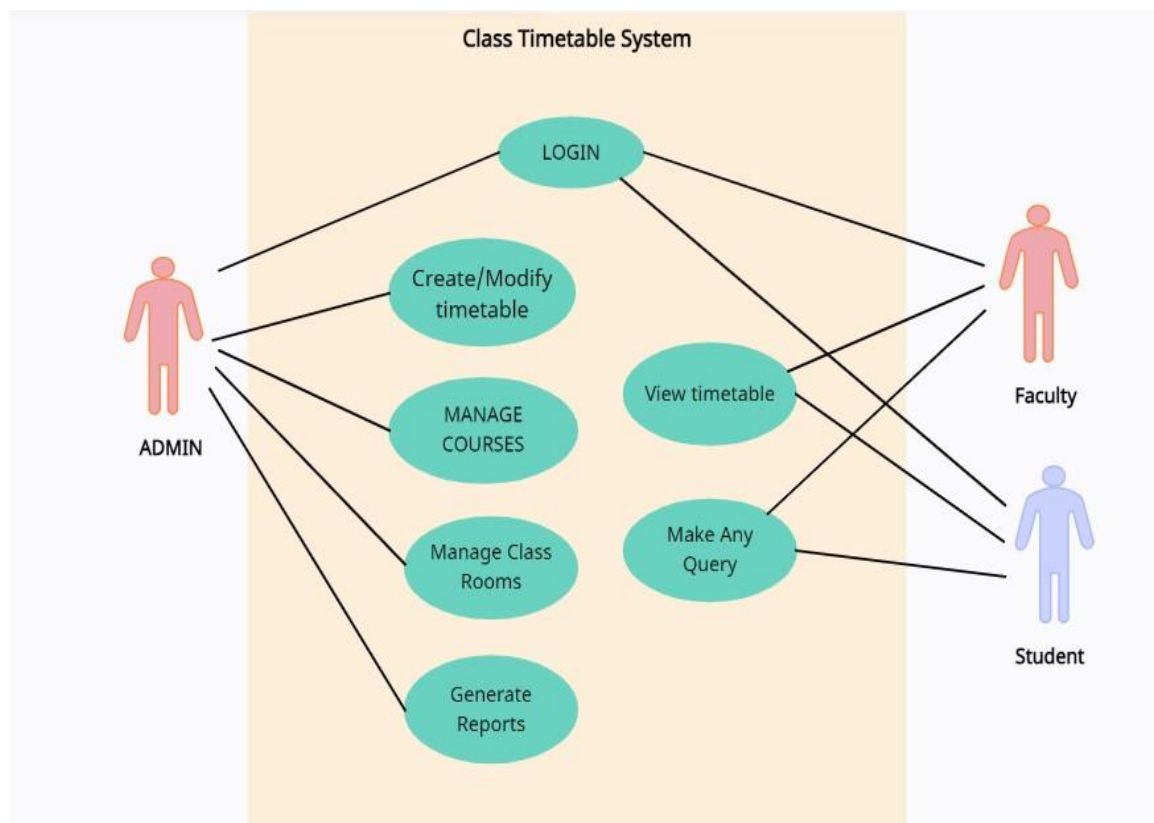 Class Timetable System
LOGIN
Create/Modify
timetable
MANAGE
COURSES
Manage Class
Rooms
Generate
Reports
View timetable
Make Any
Query
ADMIN
Faculty
Student